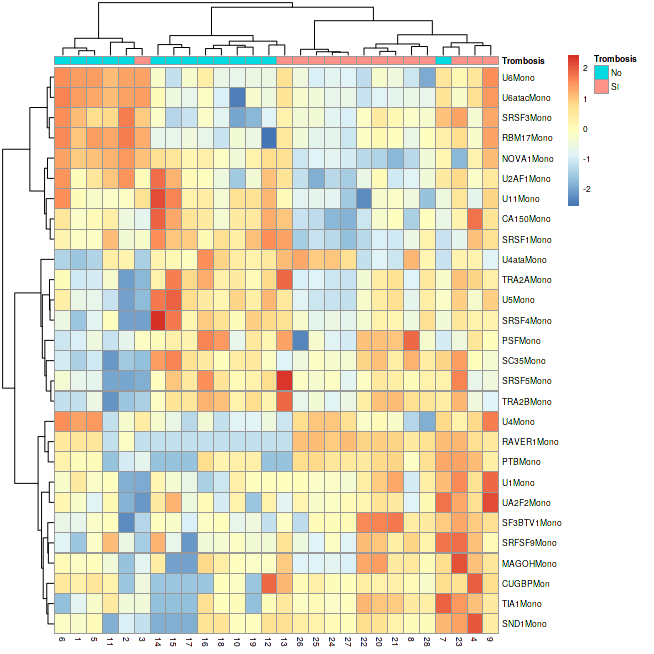 Trombosis
U6Mono
U6atacMono
SRSF3Mono
RBM17Mono
NOVA1Mono
U2AF1Mono
U11Mono
CA150Mono
SRSF1Mono
U4ataMono
TRA2AMono
U5Mono
SRSF4Mono
PSFMono
SC35Mono
SRSF5Mono
TRA2BMono
U4Mono
RAVER1Mono
PTBMono
U1Mono
UA2F2Mono
SF3BTV1Mono
SRFSF9Mono
MAGOHMono
CUGBPMon
TIA1Mono
SND1Mono
6 1 5 11 2 3 14 15 17 16 18 10 19 12 13 26 25 24 27 22 20 21 8 28 7 23 4 9
2
1
0
-1
-2
Trombosis
No
SI